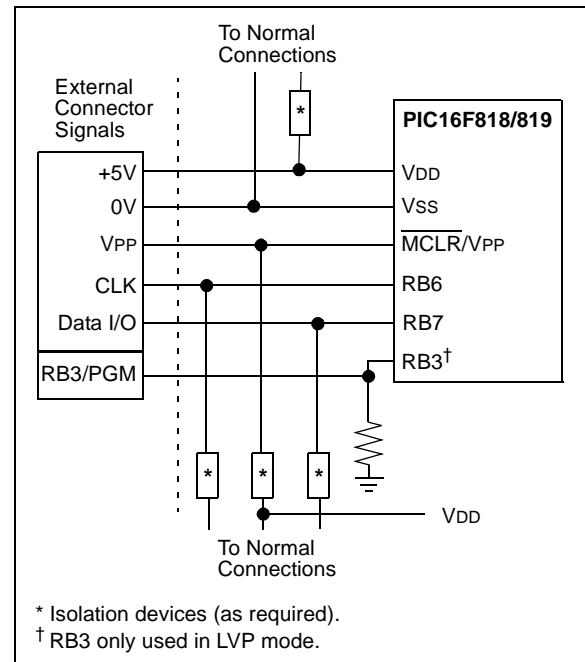 To Normal
Connections
External
Connector
Signals
*
PIC16F818/819
+5V
VDD
0V
VSS
VPP
MCLR/VPP
CLK
RB6
Data I/O
RB7
RB3†
RB3/PGM
* * *
VDD
To Normal
Connections
* Isolation devices (as required).
† RB3 only used in LVP mode.